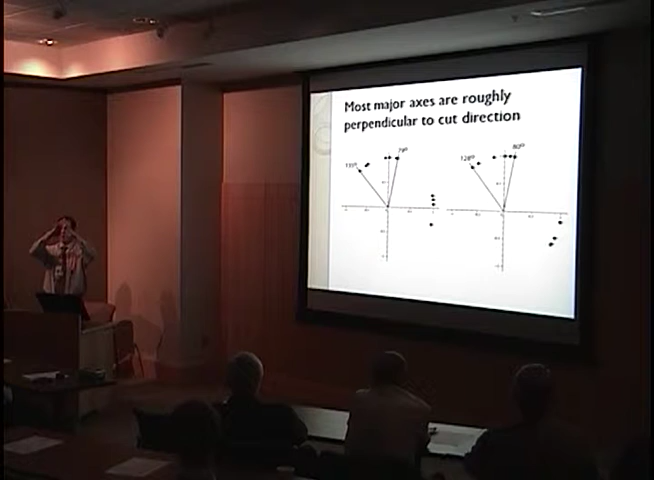 Most major axes are roughly
perpendicular to cut direction
128°
80°